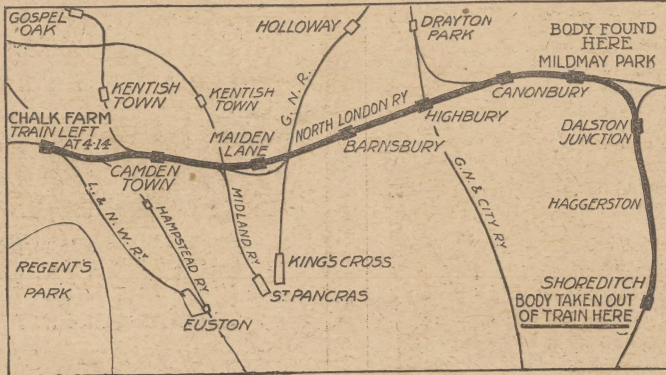 GOSPEL
OAK
HOLLOWAY
DRAYTON
PARK
BODY FOUND
HERE
MILDMAY PARK
KENTISH
TOWN
KENTISH
TOWN
G.N.R.
CANONBURY
CHALK FARM
TRAIN LEFT
AT 4·14
NORTH LONDON RY
HIGHBURY
MAIDEN
LANE
BARNSBURY
DALSTON
JUNCTION
CAMDEN
TOWN
L. & N.W. RY
HAMPSTEAD RY
MIDLAND RY
G.N. & CITY RY
HAGGERSTON
REGENT'S
PARK
KING'S CROSS
ST PANCRAS
EUSTON
SHOREDITCH
BODY TAKEN OUT
OF TRAIN HERE